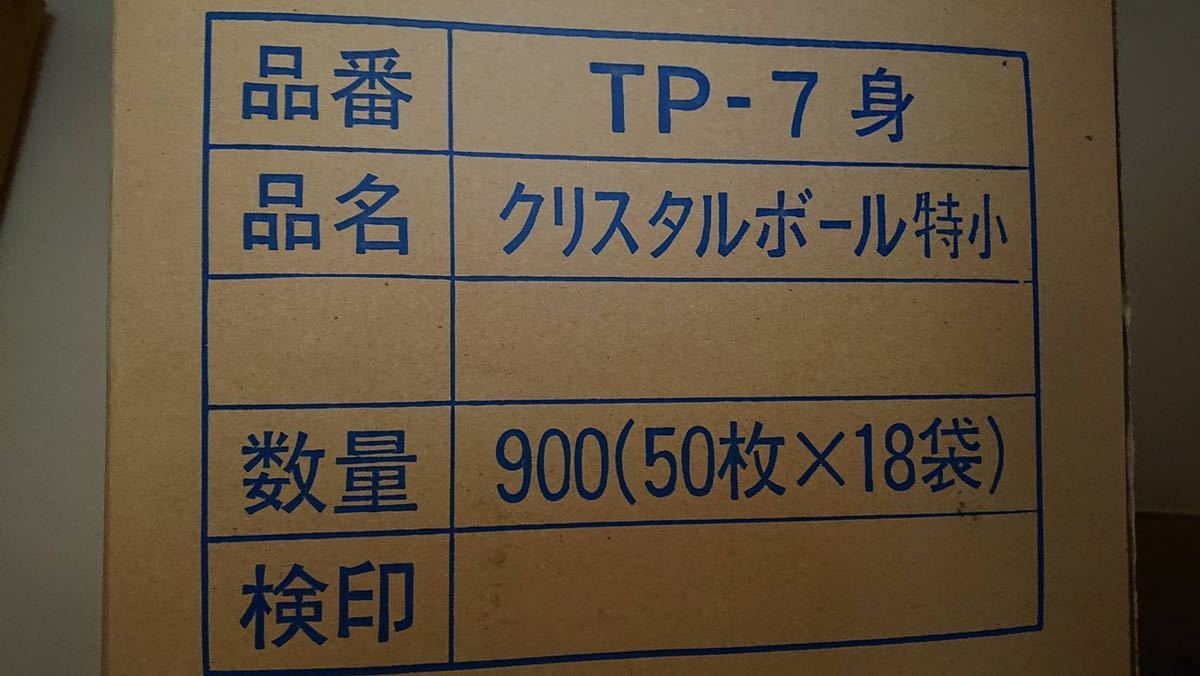 品番 TP-7 身
品名 クリスタルボール特小
数量 900(50枚×18袋)
検印